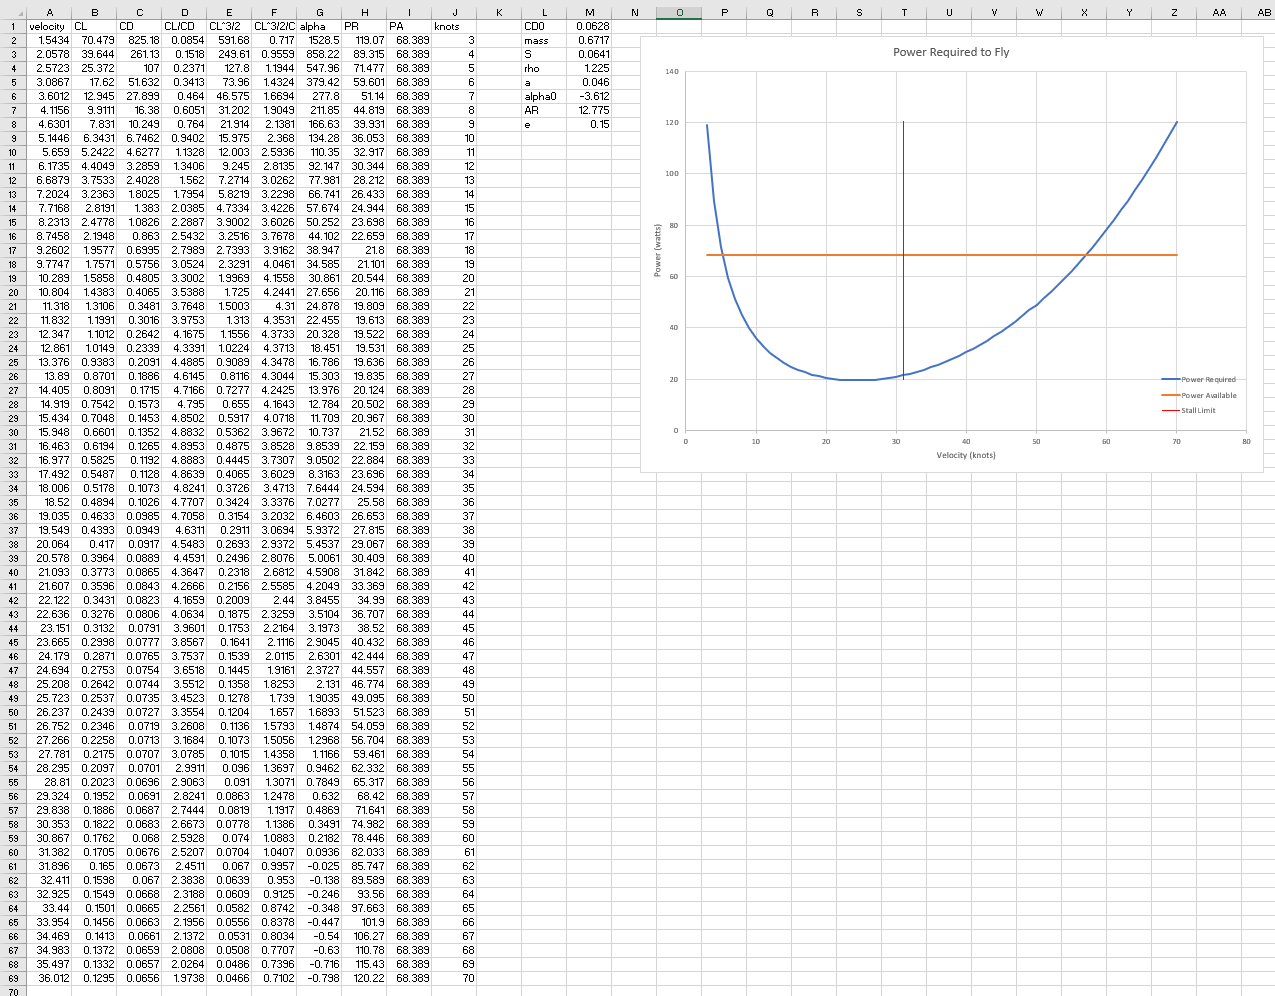 A B C D E F G H I J K L M N O P Q R S T U V W X Y Z AA AB
1 velocity CL CD CL/CD CL^3/2 CL^3/2/C alpha PR PA knots CD0 0.0628
2 1.5434 70.479 825.18 0.0854 591.68 0.717 1528.5 119.07 68.389 3 mass 0.6717
3 2.0578 39.644 261.13 0.1518 249.61 0.9559 858.22 89.315 68.389 4 S 0.0641
4 2.5723 25.372 107 0.2371 127.8 1.1944 547.96 71.477 68.389 5 rho 1.225
5 3.0867 17.62 51.632 0.3413 73.96 1.4324 379.42 59.601 68.389 6 a 0.046
6 3.6012 12.945 27.899 0.464 46.575 1.6694 277.8 51.14 68.389 7 alpha0 -3.612
7 4.1156 9.9111 16.38 0.6051 31.202 1.9049 211.85 44.819 68.389 8 AR 12.775
8 4.6301 7.831 10.249 0.764 21.914 2.1381 166.63 39.931 68.389 9 e 0.15
9 5.1446 6.3431 6.7462 0.9402 15.975 2.368 134.28 36.053 68.389 10
10 5.659 5.2422 4.6277 1.1328 12.003 2.5936 110.35 32.917 68.389 11
11 6.1735 4.4049 3.2859 1.3406 9.245 2.8135 92.147 30.344 68.389 12
12 6.6879 3.7533 2.4028 1.562 7.2714 3.0262 77.981 28.212 68.389 13
13 7.2024 3.2363 1.8025 1.7954 5.8219 3.2298 66.741 26.433 68.389 14
14 7.7168 2.8191 1.383 2.0385 4.7334 3.4226 57.674 24.944 68.389 15
15 8.2313 2.4778 1.0826 2.2887 3.9002 3.6026 50.252 23.698 68.389 16
16 8.7458 2.1948 0.863 2.5432 3.2516 3.7678 44.102 22.659 68.389 17
17 9.2602 1.9577 0.6995 2.7989 2.7393 3.9162 38.947 21.8 68.389 18
18 9.7747 1.7571 0.5756 3.0524 2.3291 4.0461 34.585 21.101 68.389 19
19 10.289 1.5858 0.4805 3.3002 1.9969 4.1558 30.861 20.544 68.389 20
20 10.804 1.4383 0.4065 3.5388 1.725 4.2441 27.656 20.116 68.389 21
21 11.318 1.3106 0.3481 3.7648 1.5003 4.31 24.878 19.809 68.389 22
22 11.832 1.1991 0.3016 3.9753 1.313 4.3531 22.455 19.613 68.389 23
23 12.347 1.1012 0.2642 4.1675 1.1556 4.3733 20.328 19.522 68.389 24
24 12.861 1.0149 0.2339 4.3391 1.0224 4.3713 18.451 19.531 68.389 25
25 13.376 0.9383 0.2091 4.4885 0.9089 4.3478 16.786 19.636 68.389 26
26 13.89 0.8701 0.1886 4.6145 0.8116 4.3044 15.303 19.835 68.389 27
27 14.405 0.8091 0.1715 4.7166 0.7277 4.2425 13.976 20.124 68.389 28
28 14.919 0.7542 0.1573 4.795 0.655 4.1643 12.784 20.502 68.389 29
29 15.434 0.7048 0.1453 4.8502 0.5917 4.0718 11.709 20.967 68.389 30
30 15.948 0.6601 0.1352 4.8832 0.5362 3.9672 10.737 21.52 68.389 31
31 16.463 0.6194 0.1265 4.8953 0.4875 3.8528 9.8539 22.159 68.389 32
32 16.977 0.5825 0.1192 4.8883 0.4445 3.7307 9.0502 22.884 68.389 33
33 17.492 0.5487 0.1128 4.8639 0.4065 3.6029 8.3163 23.696 68.389 34
34 18.006 0.5178 0.1073 4.8241 0.3726 3.4713 7.6444 24.594 68.389 35
35 18.52 0.4894 0.1026 4.7707 0.3424 3.3376 7.0277 25.58 68.389 36
36 19.035 0.4633 0.0985 4.7058 0.3154 3.2032 6.4603 26.653 68.389 37
37 19.549 0.4393 0.0949 4.6311 0.2911 3.0694 5.9372 27.815 68.389 38
38 20.064 0.417 0.0917 4.5483 0.2693 2.9372 5.4537 29.067 68.389 39
39 20.578 0.3964 0.0889 4.4591 0.2496 2.8076 5.0061 30.409 68.389 40
40 21.093 0.3773 0.0865 4.3647 0.2318 2.6812 4.5908 31.842 68.389 41
41 21.607 0.3596 0.0843 4.2666 0.2156 2.5585 4.2049 33.369 68.389 42
42 22.122 0.3431 0.0823 4.1659 0.2009 2.44 3.8455 34.99 68.389 43
43 22.636 0.3276 0.0806 4.0634 0.1875 2.3259 3.5104 36.707 68.389 44
44 23.151 0.3132 0.0791 3.9601 0.1753 2.2164 3.1973 38.52 68.389 45
45 23.665 0.2998 0.0777 3.8567 0.1641 2.1116 2.9045 40.432 68.389 46
46 24.179 0.2871 0.0765 3.7537 0.1539 2.0115 2.6301 42.444 68.389 47
47 24.694 0.2753 0.0754 3.6518 0.1445 1.9161 2.3727 44.557 68.389 48
48 25.208 0.2642 0.0744 3.5512 0.1358 1.8253 2.131 46.774 68.389 49
49 25.723 0.2537 0.0735 3.4523 0.1278 1.739 1.9035 49.095 68.389 50
50 26.237 0.2439 0.0727 3.3554 0.1204 1.657 1.6893 51.523 68.389 51
51 26.752 0.2346 0.0719 3.2608 0.1136 1.5793 1.4874 54.059 68.389 52
52 27.266 0.2258 0.0713 3.1684 0.1073 1.5056 1.2968 56.704 68.389 53
53 27.781 0.2175 0.0707 3.0785 0.1015 1.4358 1.1166 59.461 68.389 54
54 28.295 0.2097 0.0701 2.9911 0.096 1.3697 0.9462 62.332 68.389 55
55 28.81 0.2023 0.0696 2.9063 0.091 1.3071 0.7849 65.317 68.389 56
56 29.324 0.1952 0.0691 2.8241 0.0863 1.2478 0.632 68.42 68.389 57
57 29.838 0.1886 0.0687 2.7444 0.0819 1.1917 0.4869 71.641 68.389 58
58 30.353 0.1822 0.0683 2.6673 0.0778 1.1386 0.3491 74.982 68.389 59
59 30.867 0.1762 0.068 2.5928 0.074 1.0883 0.2182 78.446 68.389 60
60 31.382 0.1705 0.0676 2.5207 0.0704 1.0407 0.0936 82.033 68.389 61
61 31.896 0.165 0.0673 2.4511 0.067 0.9957 -0.025 85.747 68.389 62
62 32.411 0.1598 0.067 2.3838 0.0639 0.953 -0.138 89.589 68.389 63
63 32.925 0.1549 0.0668 2.3188 0.0609 0.9125 -0.246 93.56 68.389 64
64 33.44 0.1501 0.0665 2.2561 0.0582 0.8742 -0.348 97.663 68.389 65
65 33.954 0.1456 0.0663 2.1956 0.0556 0.8378 -0.447 101.9 68.389 66
66 34.469 0.1413 0.0661 2.1372 0.0531 0.8034 -0.54 106.27 68.389 67
67 34.983 0.1372 0.0659 2.0808 0.0508 0.7707 -0.63 110.78 68.389 68
68 35.497 0.1332 0.0657 2.0264 0.0486 0.7396 -0.716 115.43 68.389 69
69 36.012 0.1295 0.0656 1.9738 0.0466 0.7102 -0.798 120.22 68.389 70
70
Power Required to Fly
140
120
100
80
60
40
20
0
Power (watts)
0 10 20 30 40 50 60 70 80
Velocity (knots)
Power Required
Power Available
Stall Limit